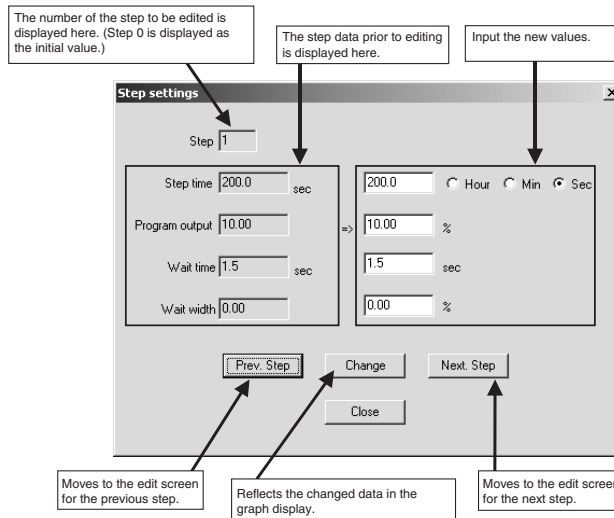 The number of the step to be edited is
displayed here. (Step 0 is displayed as
the initial value.)
The step data prior to editing
is displayed here.
Input the new values.
Step settings
Step 1
Step time 200.0 sec
200.0 Hour Min Sec
Program output 10.00
=>
10.00 %
Wait time 1.5 sec
1.5 sec
Wait width 0.00
0.00 %
Prev. Step Change Next. Step
Close
Moves to the edit screen
for the previous step.
Reflects the changed data in the
graph display.
Moves to the edit screen
for the next step.